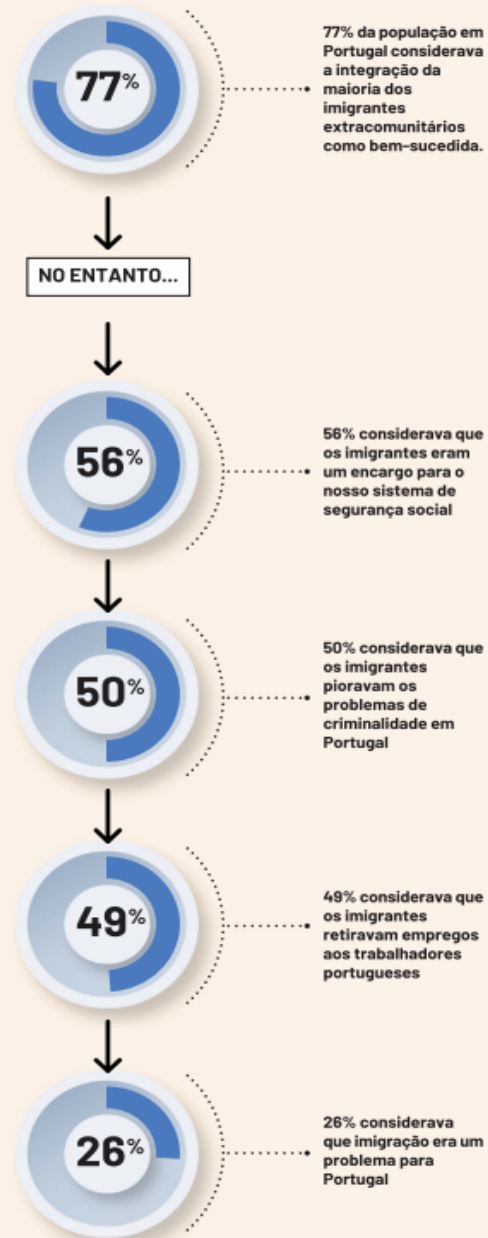 77%
77% da população em
Portugal considerava
a integração da
maioria dos
imigrantes
extracomunitários
como bem-sucedida.
NO ENTANTO...
56%
56% considerava que
os imigrantes eram
um encargo para o
nosso sistema de
segurança social
50%
50% considerava que
os imigrantes
pioravam os
problemas de
criminalidade em
Portugal
49%
49% considerava que
os imigrantes
retiravam empregos
aos trabalhadores
portugueses
26%
26% considerava
que imigração era um
problema para
Portugal